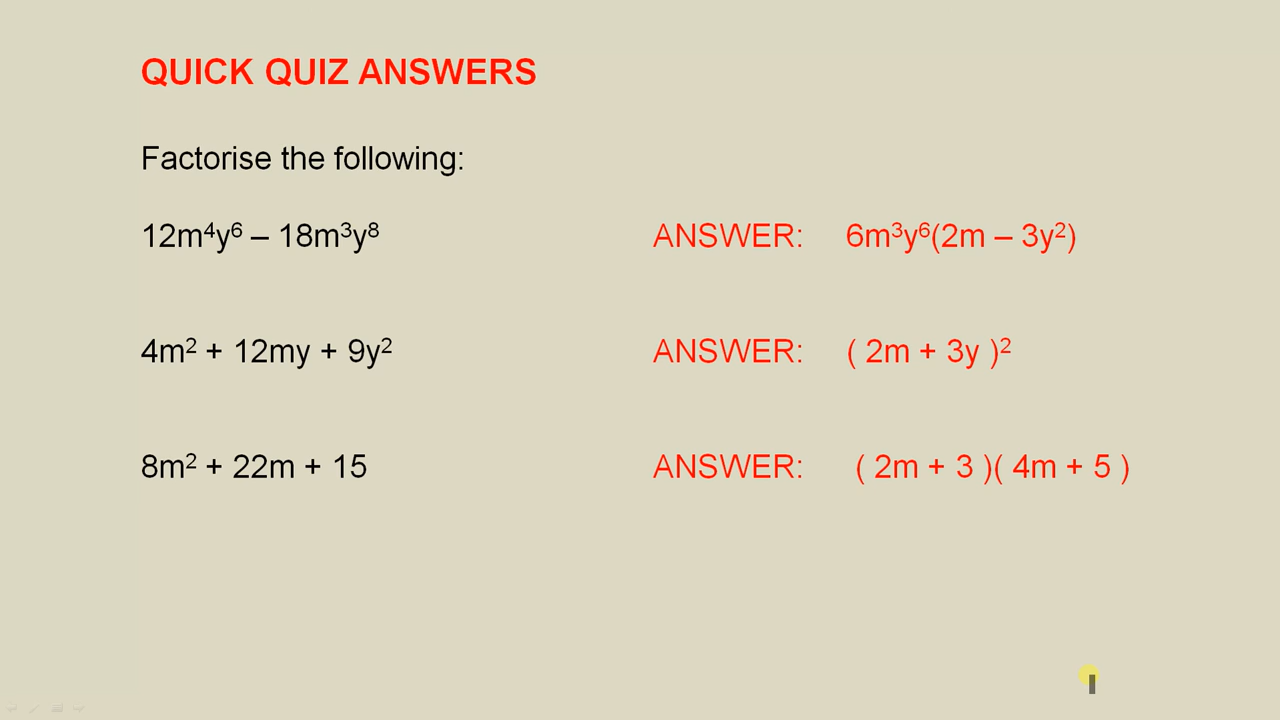 QUICK QUIZ ANSWERS
Factorise the following:
12m⁴y⁶ – 18m³y⁸ ANSWER: 6m³y⁶(2m – 3y²)
4m² + 12my + 9y² ANSWER: ( 2m + 3y )²
8m² + 22m + 15 ANSWER: ( 2m + 3 )( 4m + 5 )